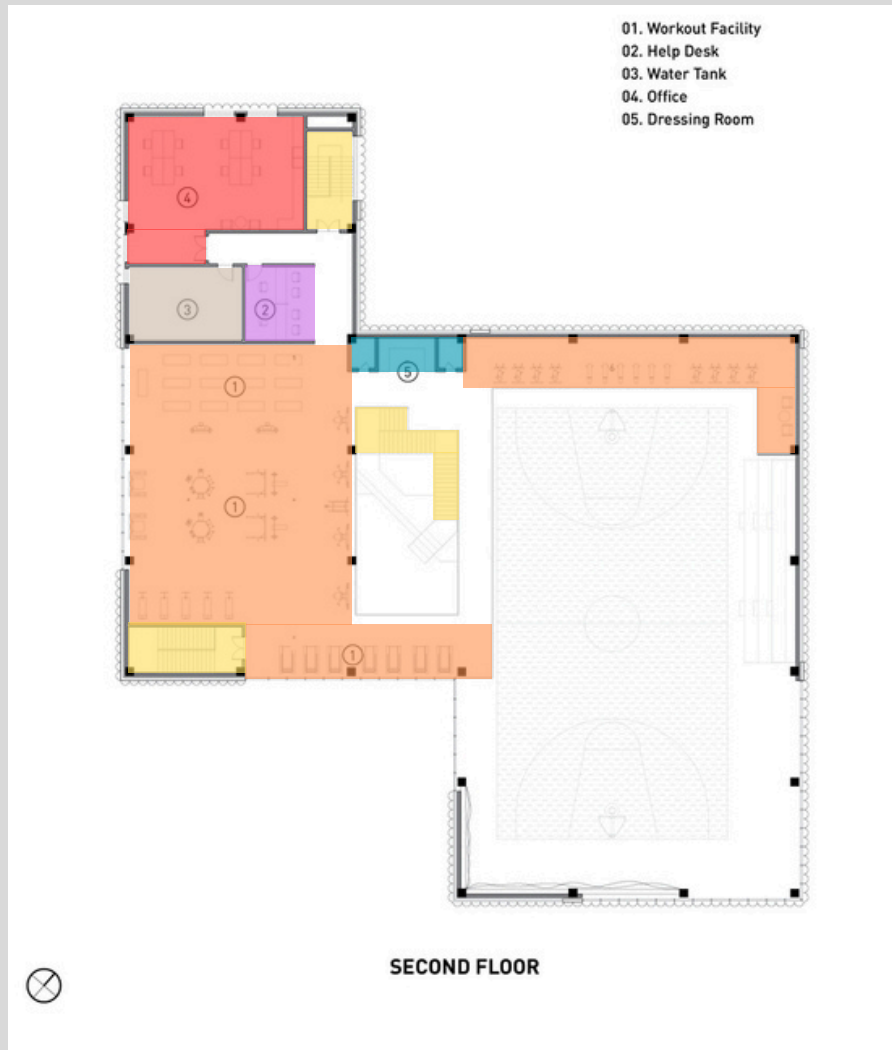 01. Workout Facility
02. Help Desk
03. Water Tank
04. Office
05. Dressing Room
4
3
2
1
5
1
1
SECOND FLOOR